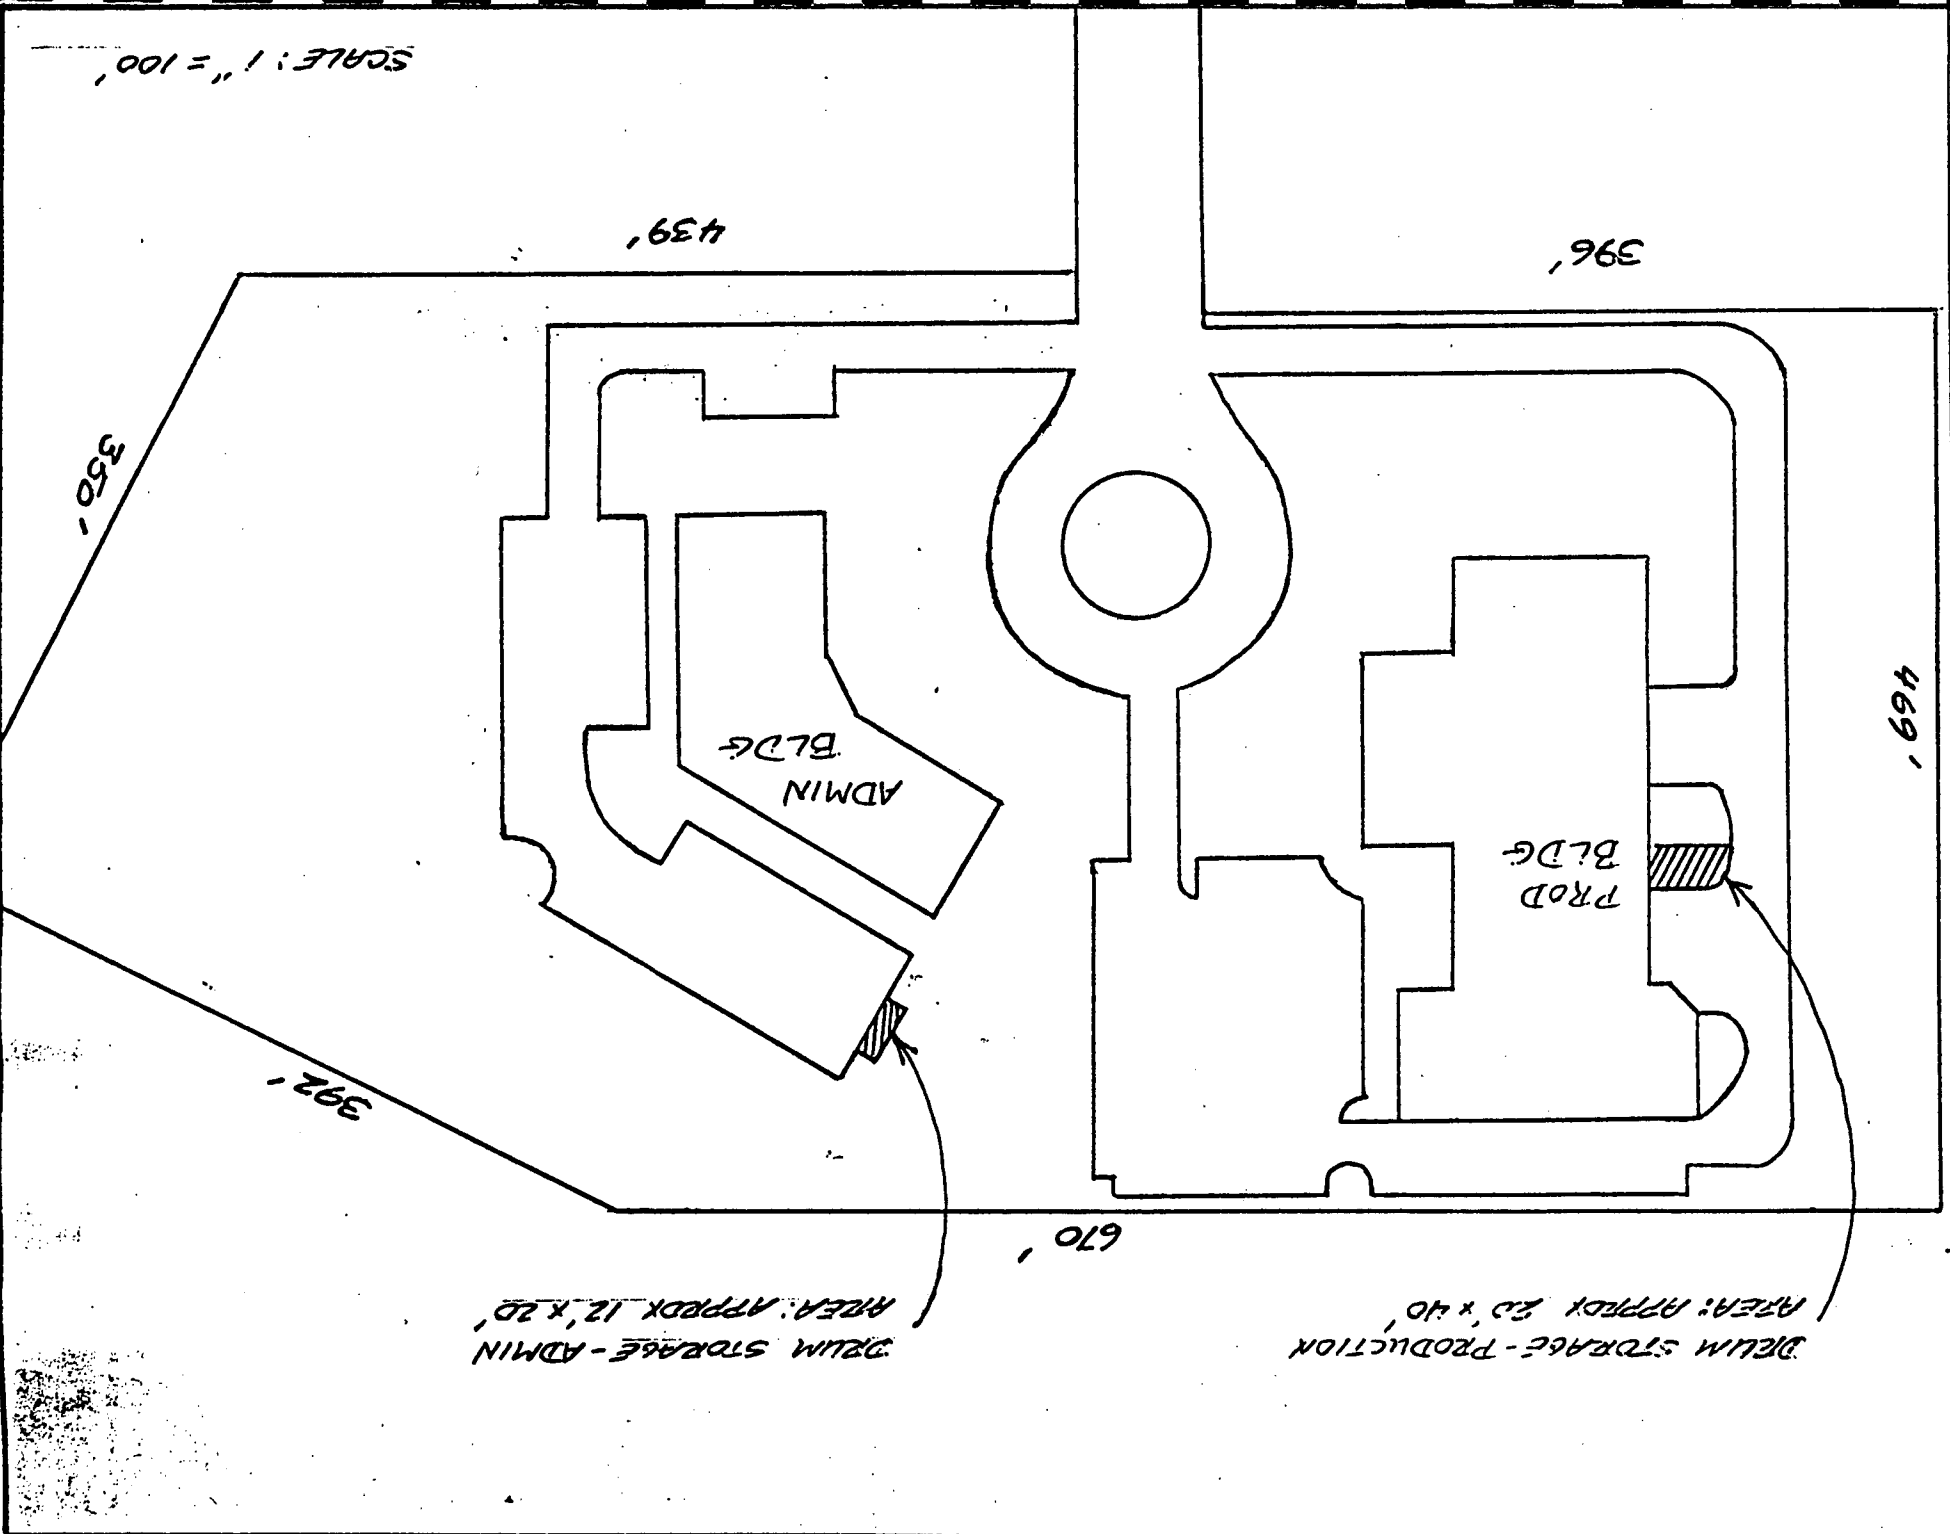 DRUM STORAGE-PRODUCTION
AREA: APPROX 20' x 40'
DRUM STORAGE-ADMIN
AREA: APPROX 12' x 20'
670'
392'
PROD
BLDG
ADMIN
BLDG
469'
350'
396'
439'
SCALE: 1" = 100'